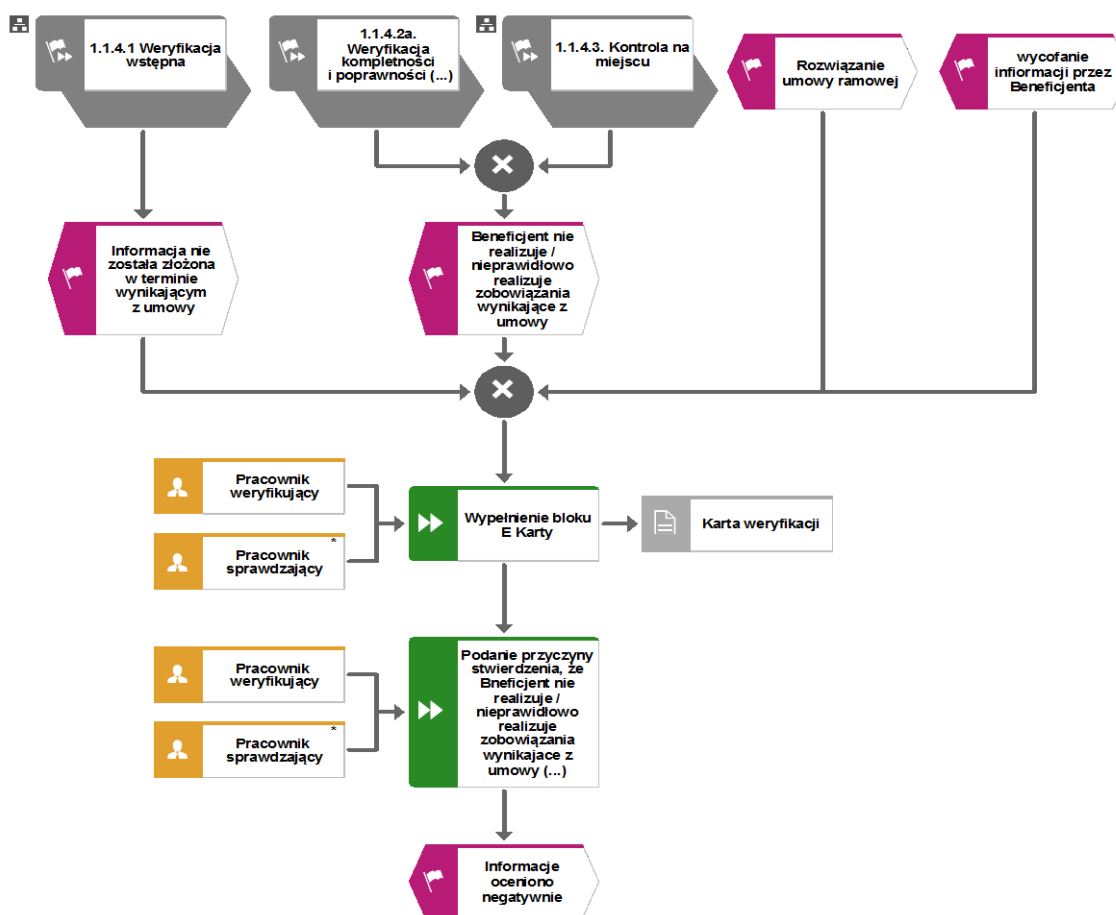 1.1.4.1 Weryfikacja
wstępna
1.1.4.2a.
Weryfikacja
kompletności
i poprawności (...)
1.1.4.3. Kontrola na
miejscu
Rozwiązanie
umowy ramowej
wycofanie
infiormacji przez
Beneficjenta
Informacja nie
została złożona
w terminie
wynikającym
z umowy
Beneficjent nie
realizuje /
nieprawidłowo
realizuje
zobowiązania
wynikające z
umowy
Pracownik
weryfikujący
Pracownik *
sprawdzający
Wypełnienie bloku
E Karty
Karta weryfikacji
Pracownik
weryfikujący
Pracownik *
sprawdzający
Podanie przyczyny
stwierdzenia, że
Bneficjent nie
realizuje /
nieprawidłowo
realizuje
zobowiązania
wynikajace z
umowy (...)
Informacje
oceniono
negatywnie